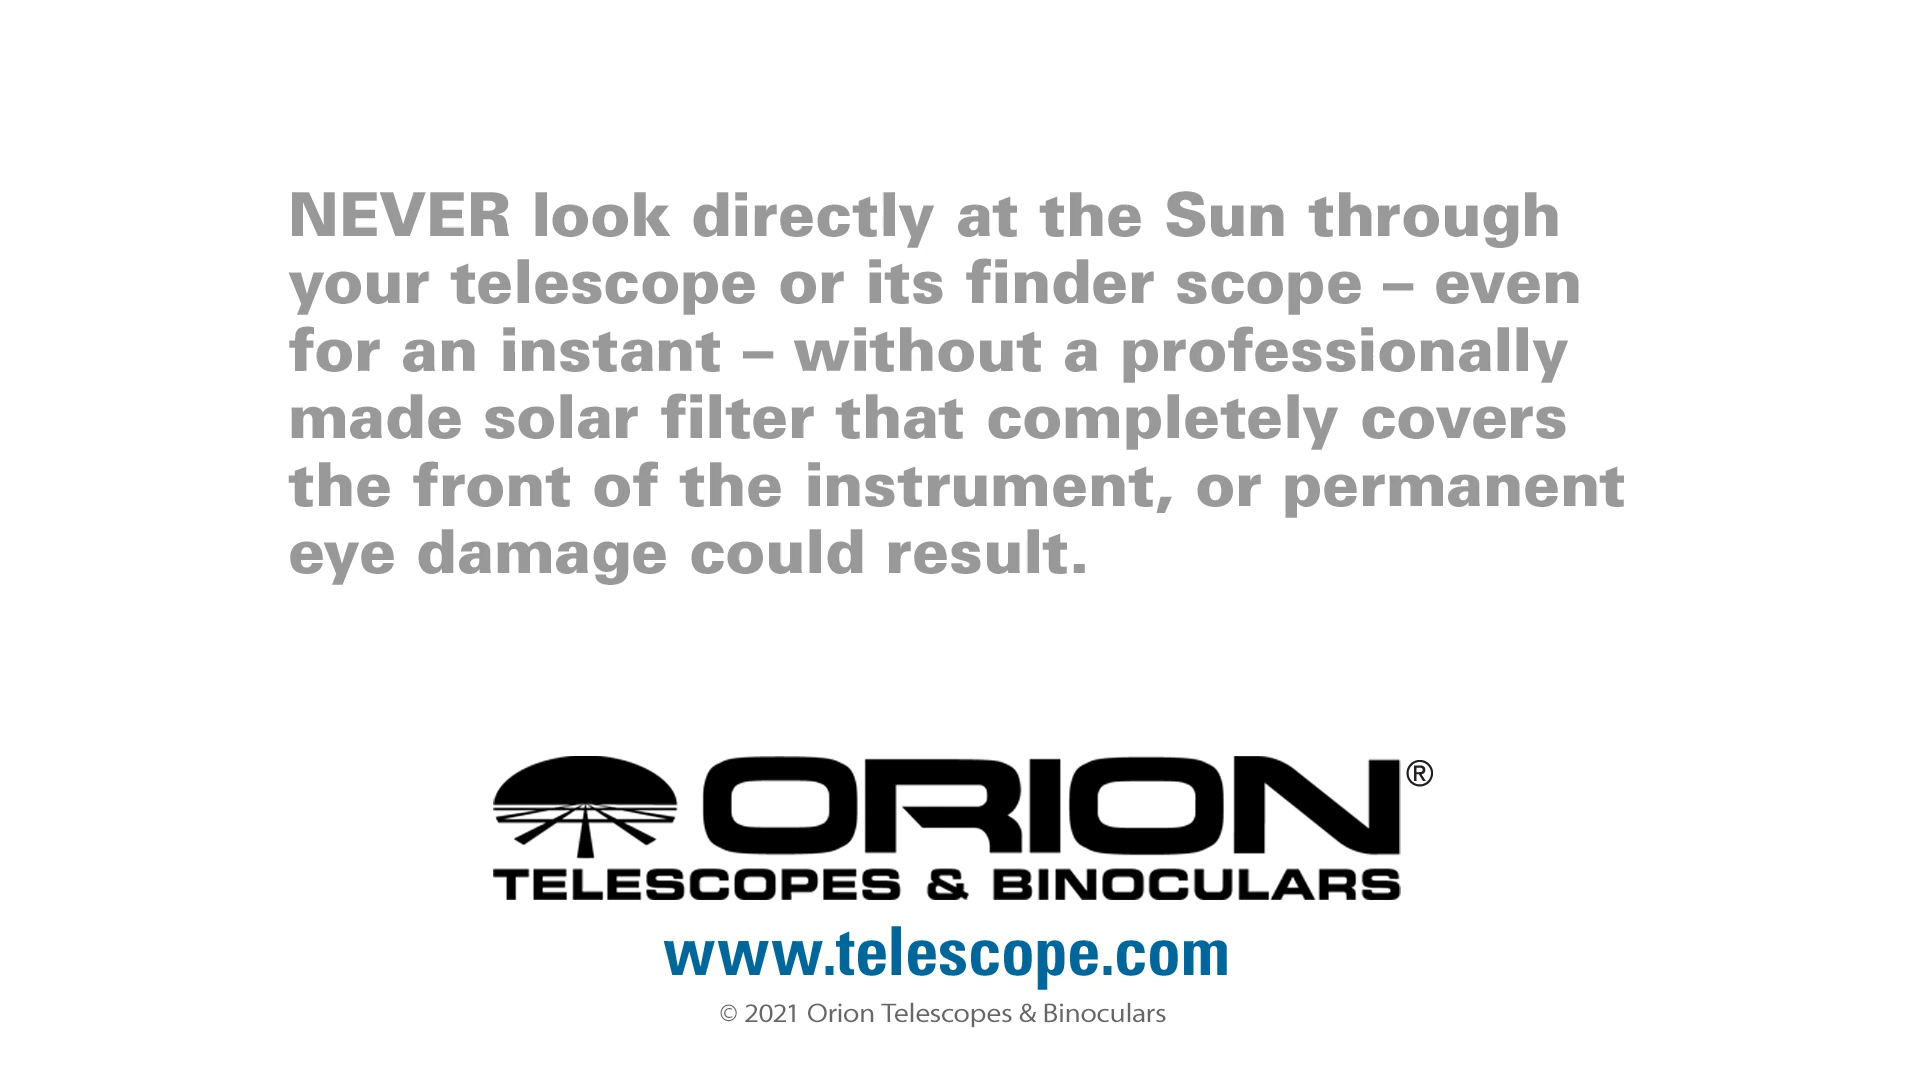 NEVER look directly at the Sun through
your telescope or its finder scope – even
for an instant – without a professionally
made solar filter that completely covers
the front of the instrument, or permanent
eye damage could result.
ORION®
TELESCOPES & BINOCULARS
www.telescope.com
© 2021 Orion Telescopes & Binoculars